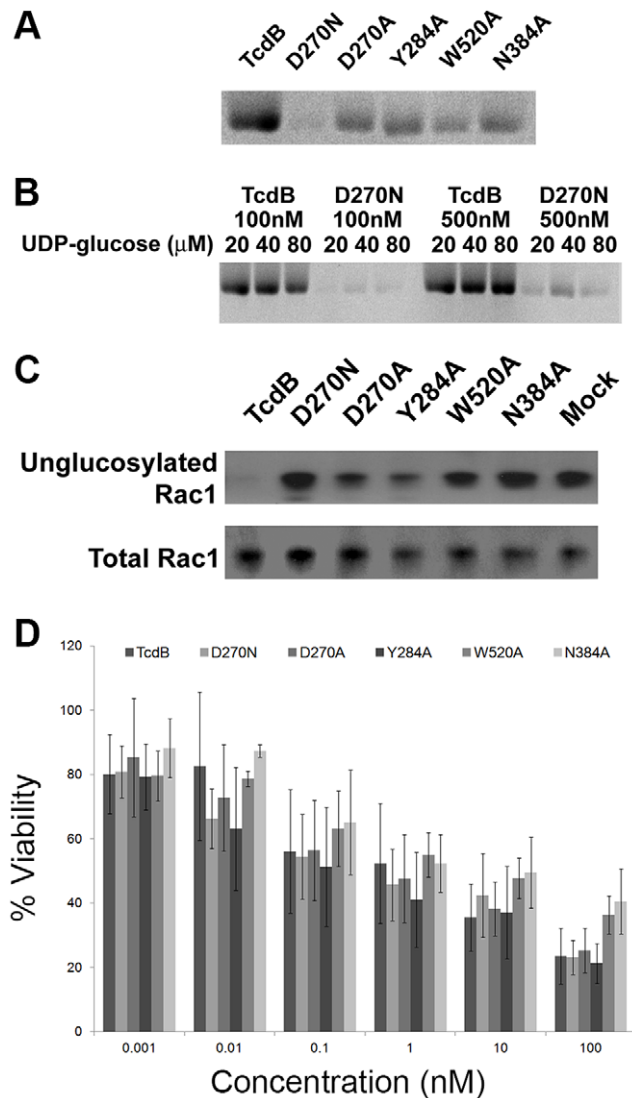 A
TcdB D270N D270A Y284A W520A N384A
B
TcdB D270N TcdB D270N
100nM 100nM 500nM 500nM
UDP-glucose (μM) 20 40 80 20 40 80 20 40 80 20 40 80
C
TcdB D270N D270A Y284A W520A N384A Mock
Unglucosylated
Rac1
Total Rac1
D
TcdB D270N D270A Y284A W520A N384A
120
100
80
60
40
20
0
% Viability
0.001 0.01 0.1 1 10 100
Concentration (nM)